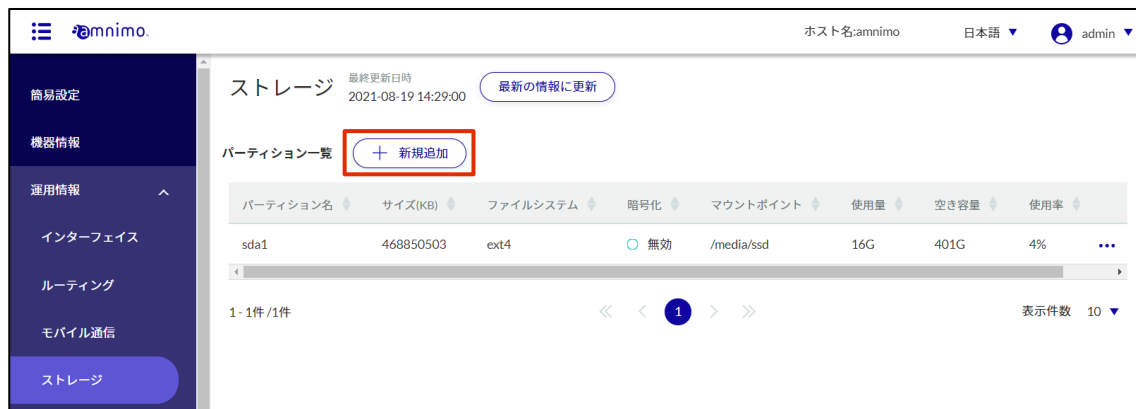 amnimo.
ホスト名:amnimo
日本語 ▼
admin ▼
簡易設定
機器情報
運用情報
インターフェイス
ルーティング
モバイル通信
ストレージ
ストレージ
最終更新日時
2021-08-19 14:29:00
最新の情報に更新
パーティション一覧
+ 新規追加
パーティション名 サイズ(KB) ファイルシステム 暗号化 マウントポイント 使用量 空き容量 使用率
sda1 468850503 ext4 無効 /media/ssd 16G 401G 4% •••
1 - 1件 /1件
1
表示件数 10 ▼